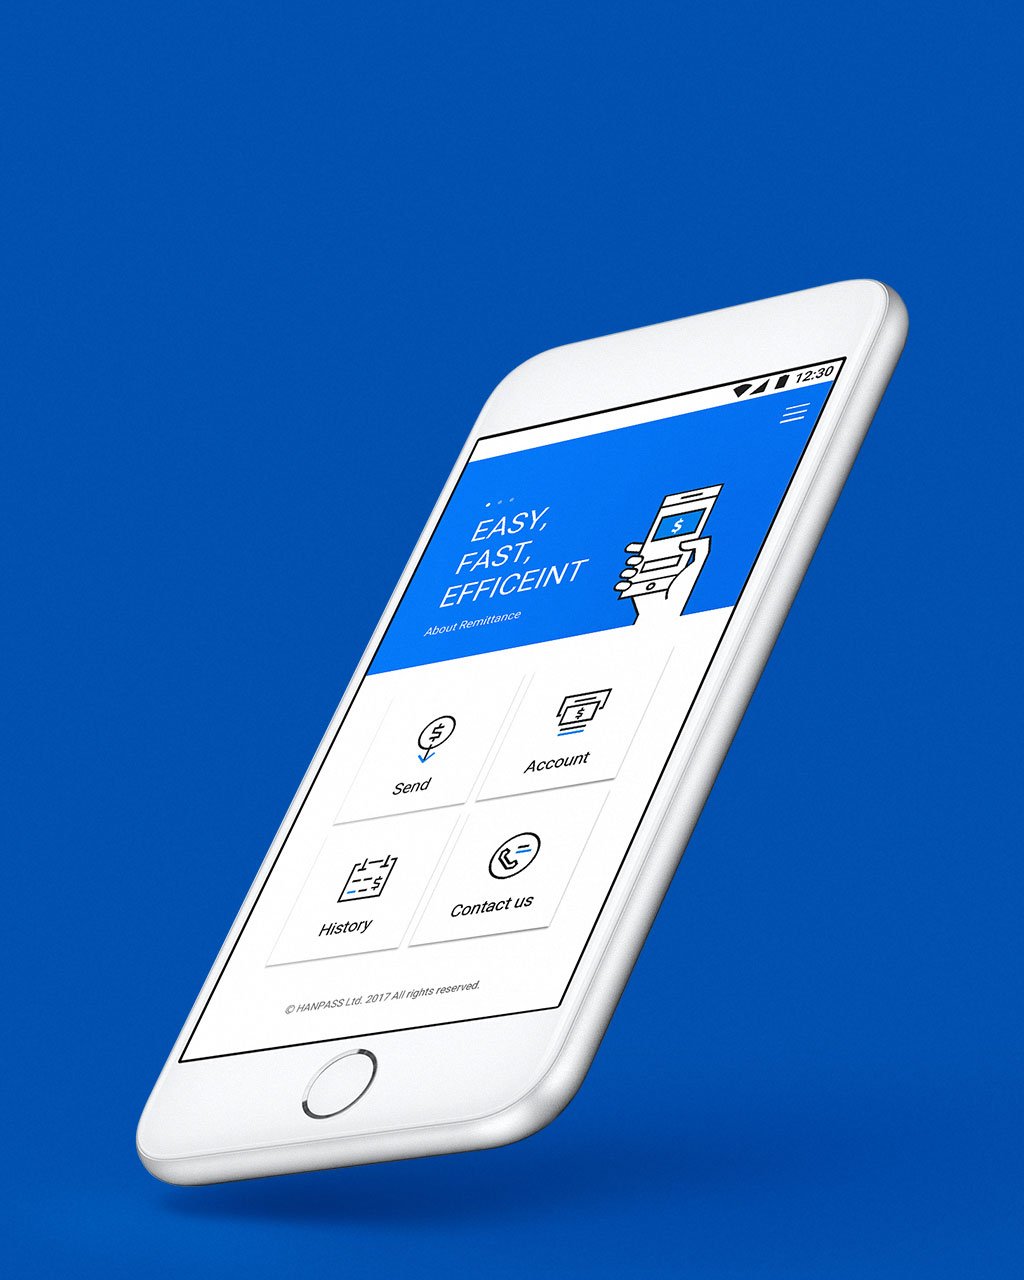 12:30
EASY,
FAST,
EFFICEINT
About Remittance
$
$
Send
$
Account
$
History
Contact us
© HANPASS Ltd. 2017 All rights reserved.